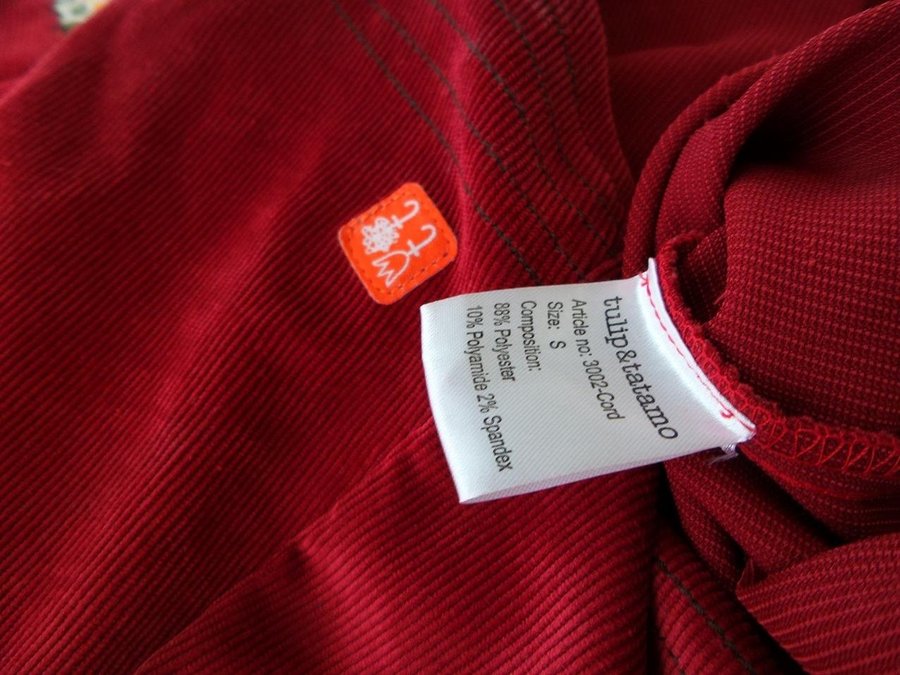 tulip&tatamo
Article no: 3002-Cord
Size: S
Composition:
88% Polyester
10% Polyamide 2% Spandex